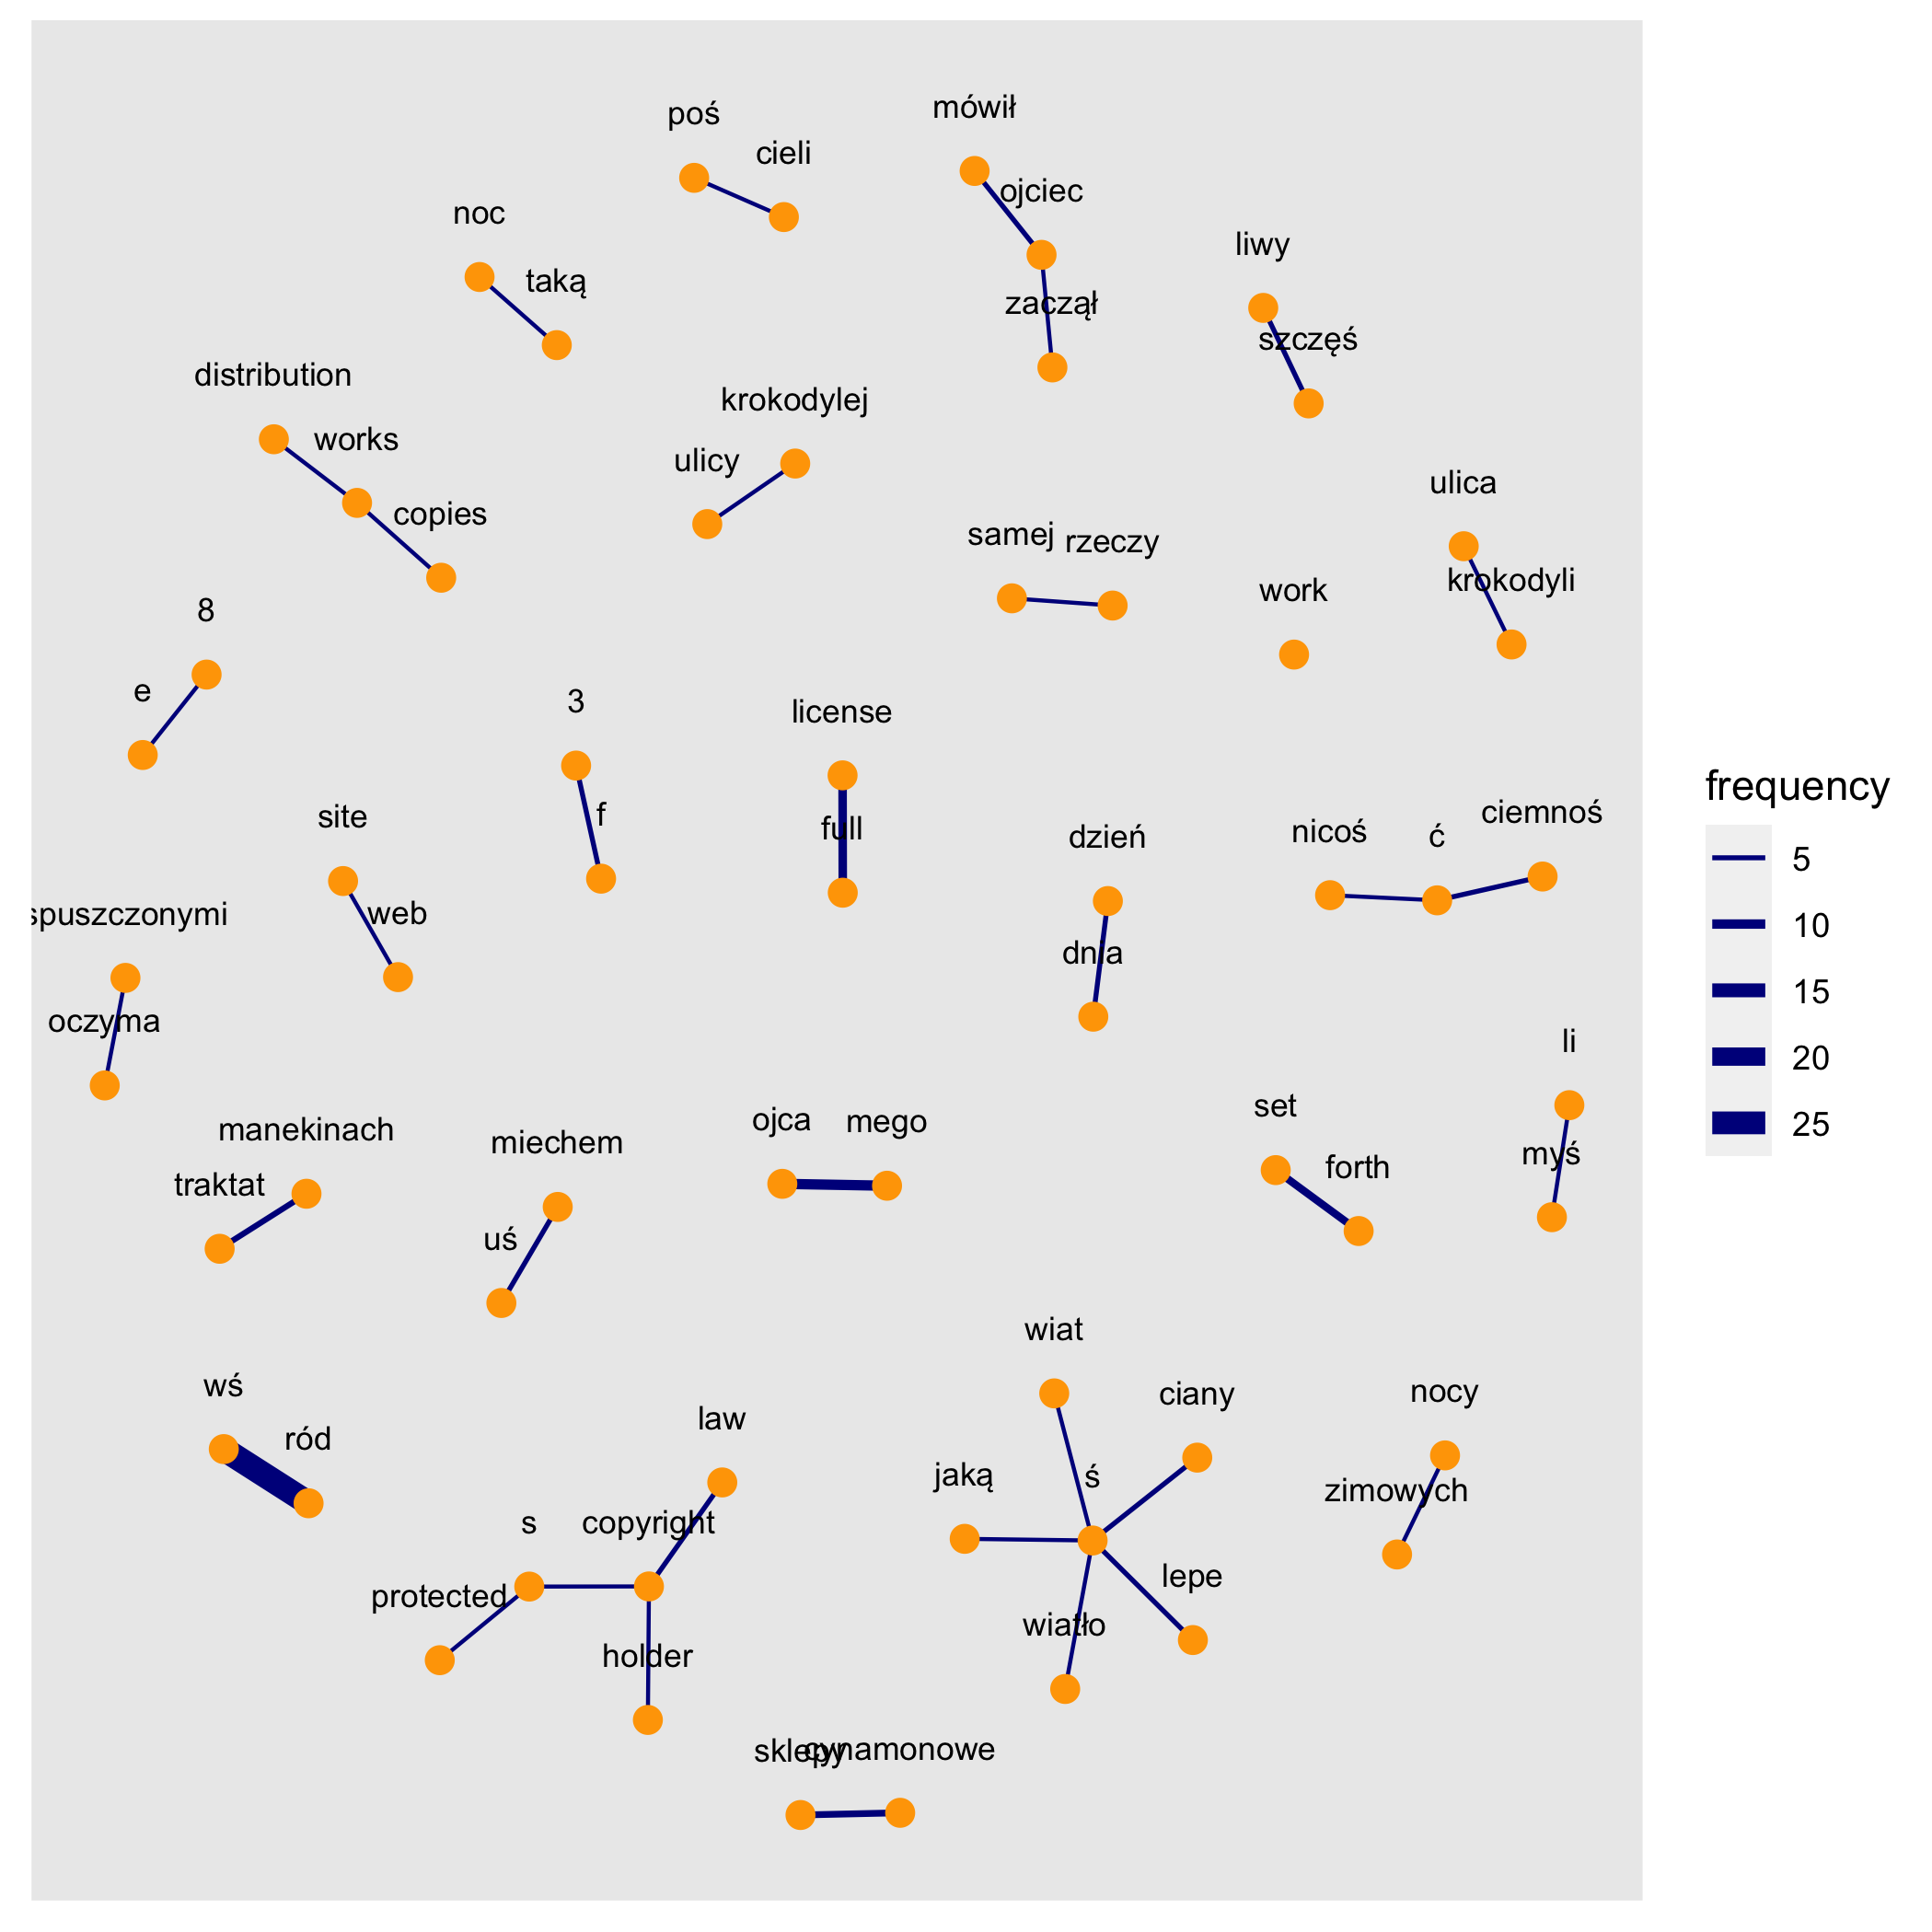 poś
cieli
mówił
ojciec
zaczął
noc
taką
liwy
szczęś
distribution
works
copies
krokodylej
ulicy
samej
rzeczy
work
ulica
krokodyli
8
e
3
f
license
full
site
web
dzień
dnia
nicoś
ć
ciemnoś
spuszczonymi
oczyma
manekinach
traktat
miechem
uś
ojca
mego
set
forth
li
myś
wś
ród
law
copyright
s
protected
holder
wiat
ciany
jaką
ś
lepe
wiatło
nocy
zimowych
sklepy
cynamonowe
frequency
5
10
15
20
25